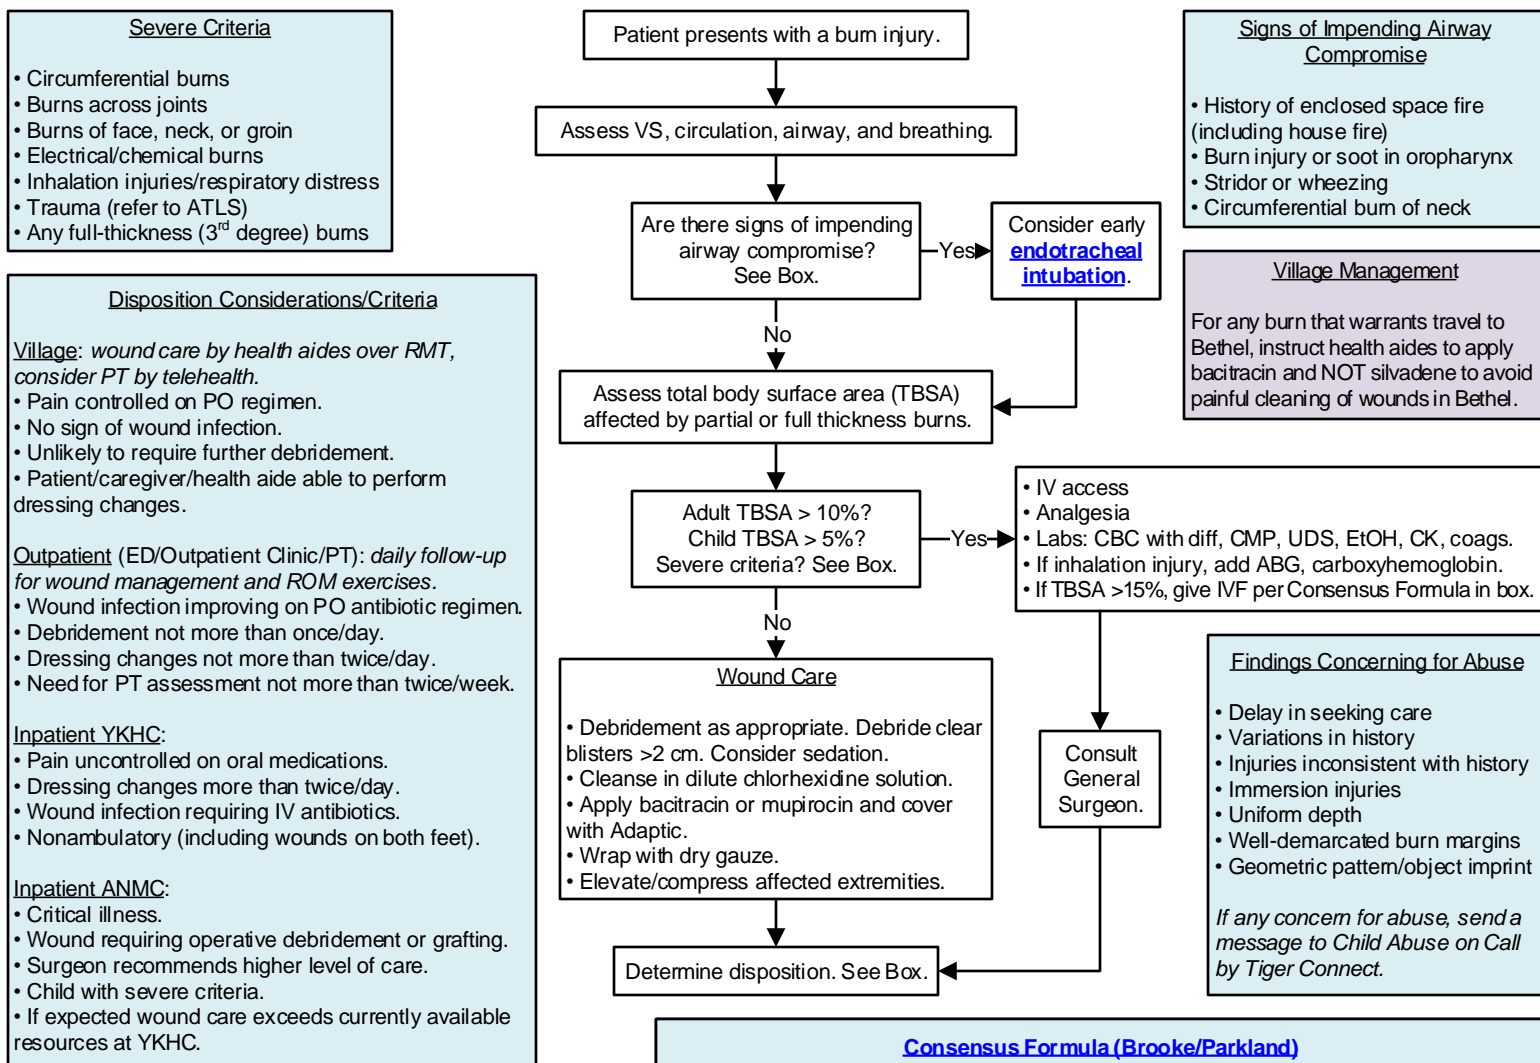 Severe Criteria
• Circumferential burns
• Burns across joints
• Burns of face, neck, or groin
• Electrical/chemical burns
• Inhalation injuries/respiratory distress
• Trauma (refer to ATLS)
• Any full-thickness (3rd degree) burns
Disposition Considerations/Criteria
Village: wound care by health aides over RMT,
consider PT by telehealth.
• Pain controlled on PO regimen.
• No sign of wound infection.
• Unlikely to require further debridement.
• Patient/caregiver/health aide able to perform
dressing changes.
Outpatient (ED/Outpatient Clinic/PT): daily follow-up
for wound management and ROM exercises.
• Wound infection improving on PO antibiotic regimen.
• Debridement not more than once/day.
• Dressing changes not more than twice/day.
• Need for PT assessment not more than twice/week.
Inpatient YKHC:
• Pain uncontrolled on oral medications.
• Dressing changes more than twice/day.
• Wound infection requiring IV antibiotics.
• Nonambulatory (including wounds on both feet).
Inpatient ANMC:
• Critical illness.
• Wound requiring operative debridement or grafting.
• Surgeon recommends higher level of care.
• Child with severe criteria.
• If expected wound care exceeds currently available
resources at YKHC.
Patient presents with a burn injury.
Assess VS, circulation, airway, and breathing.
Are there signs of impending
airway compromise?
See Box.
Yes
Consider early
endotracheal
intubation.
No
Assess total body surface area (TBSA)
affected by partial or full thickness burns.
Adult TBSA > 10%?
Child TBSA > 5%?
Severe criteria? See Box.
Yes
• IV access
• Analgesia
• Labs: CBC with diff, CMP, UDS, EtOH, CK, coags.
• If inhalation injury, add ABG, carboxyhemoglobin.
• If TBSA >15%, give IVF per Consensus Formula in box.
No
Wound Care
• Debridement as appropriate. Debride clear
blisters >2 cm. Consider sedation.
• Cleanse in dilute chlorhexidine solution.
• Apply bacitracin or mupirocin and cover
with Adaptic.
• Wrap with dry gauze.
• Elevate/compress affected extremities.
Consult
General
Surgeon.
Determine disposition. See Box.
Signs of Impending Airway
Compromise
• History of enclosed space fire
(including house fire)
• Burn injury or soot in oropharynx
• Stridor or wheezing
• Circumferential burn of neck
Village Management
For any burn that warrants travel to
Bethel, instruct health aides to apply
bacitracin and NOT silvadene to avoid
painful cleaning of wounds in Bethel.
Findings Concerning for Abuse
• Delay in seeking care
• Variations in history
• Injuries inconsistent with history
• Immersion injuries
• Uniform depth
• Well-demarcated burn margins
• Geometric pattern/object imprint
If any concern for abuse, send a
message to Child Abuse on Call
by Tiger Connect.
Consensus Formula (Brooke/Parkland)